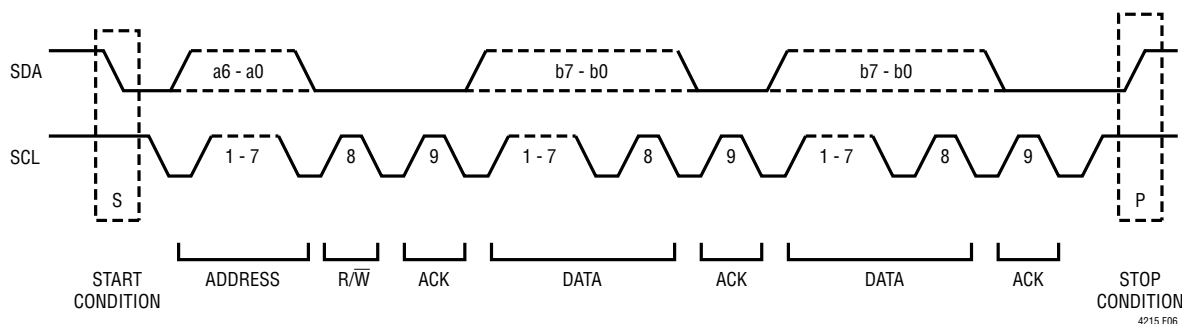 SDA
a6 - a0
b7 - b0
b7 - b0
SCL
1 - 7
8
9
1 - 7
8
9
1 - 7
8
9
S
P
START
CONDITION
ADDRESS
R/W̅
ACK
DATA
ACK
DATA
ACK
STOP
CONDITION
4215 F06